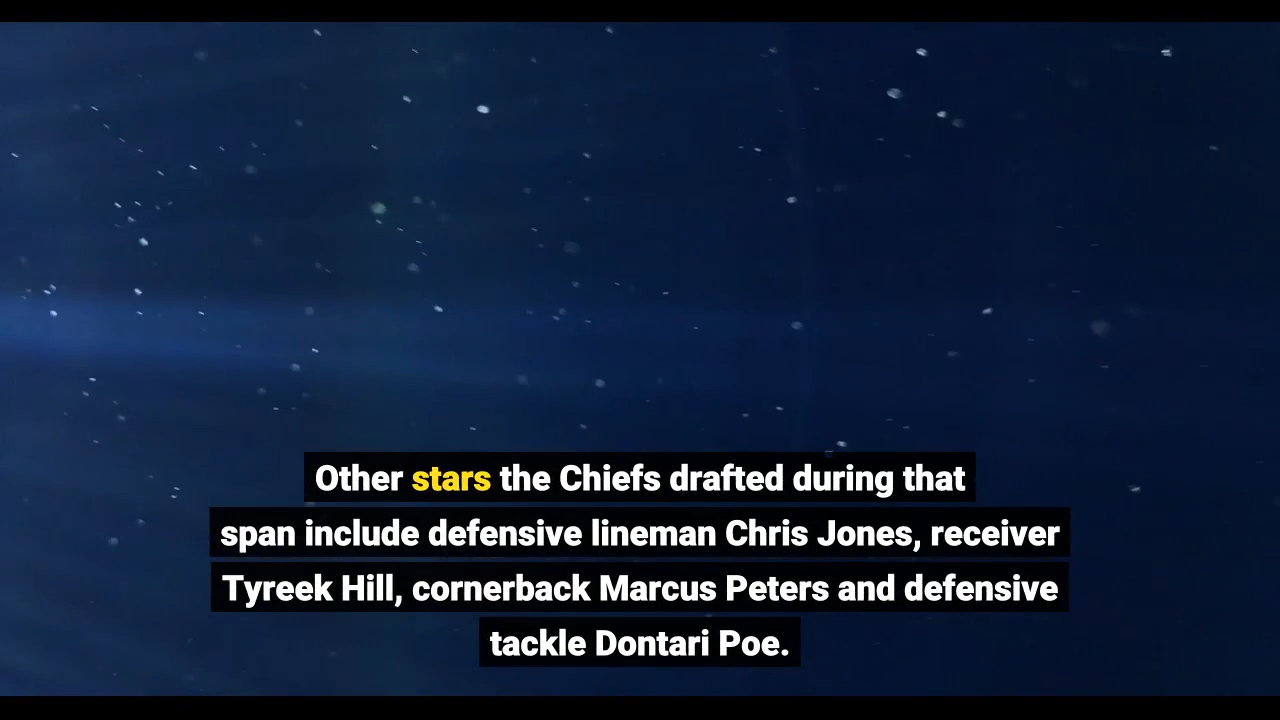 Other stars the Chiefs drafted during that
span include defensive lineman Chris Jones, receiver
Tyreek Hill, cornerback Marcus Peters and defensive
tackle Dontari Poe.